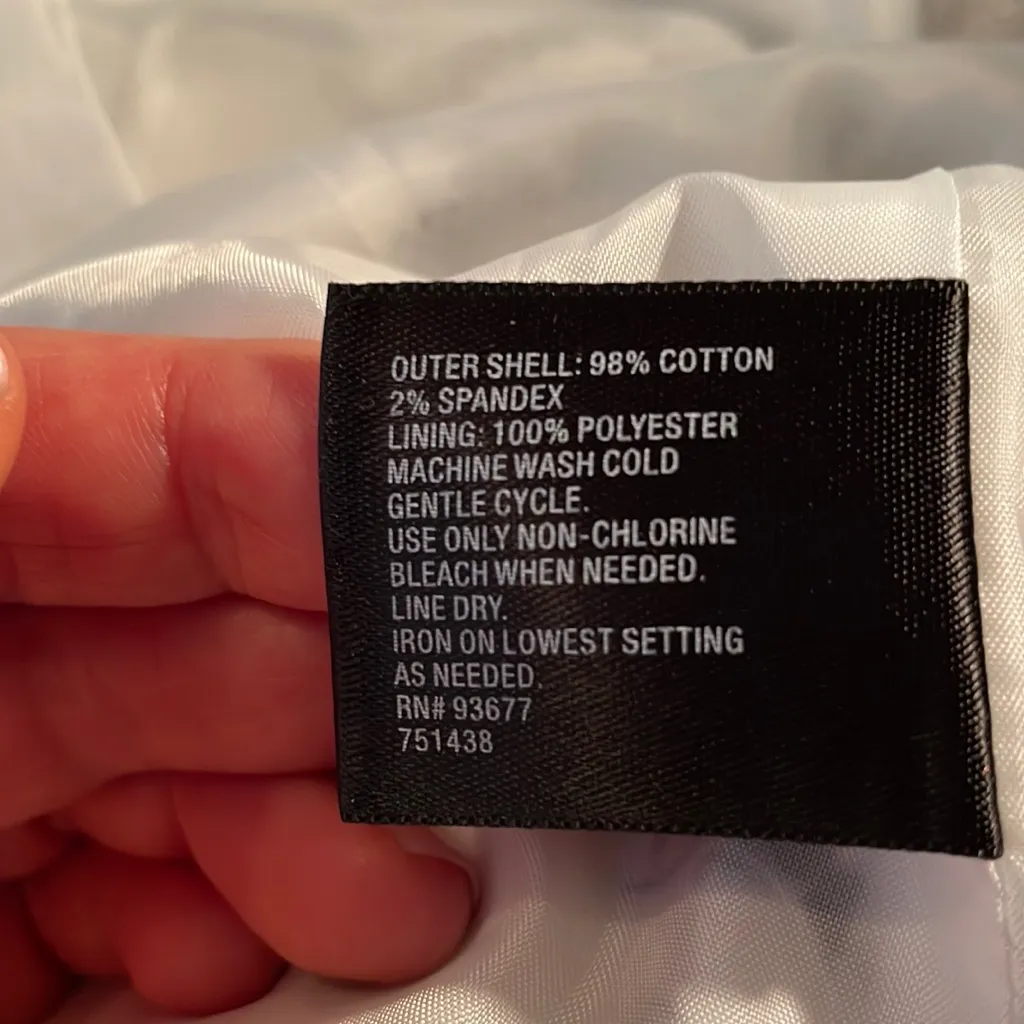 OUTER SHELL: 98% COTTON
2% SPANDEX
LINING: 100% POLYESTER
MACHINE WASH COLD
GENTLE CYCLE.
USE ONLY NON-CHLORINE
BLEACH WHEN NEEDED.
LINE DRY.
IRON ON LOWEST SETTING
AS NEEDED.
RN# 93677
751438